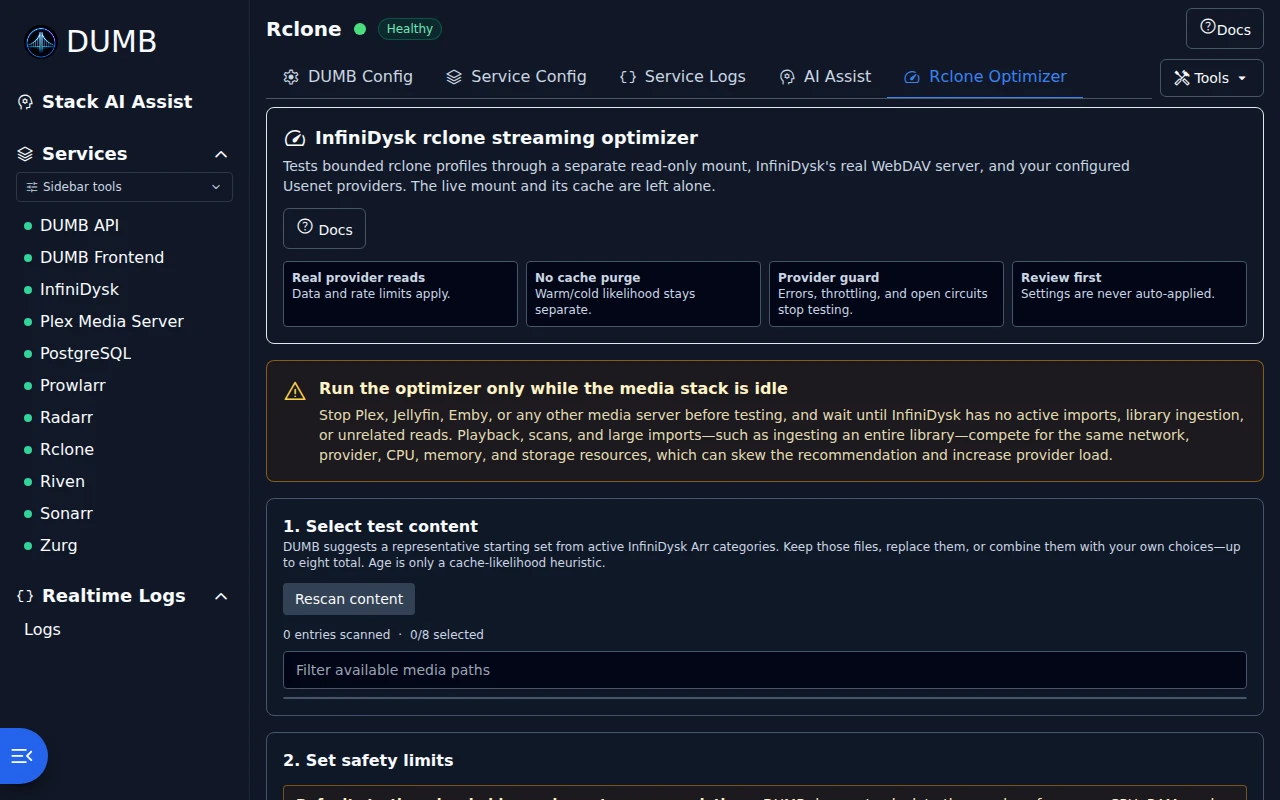 DUMB
Stack AI Assist
Services
Sidebar tools
DUMB API
DUMB Frontend
InfiniDysk
Plex Media Server
PostgreSQL
Prowlarr
Radarr
Rclone
Riven
Sonarr
Zurg
Realtime Logs
Logs
Rclone
Healthy
Docs
DUMB Config
Service Config
Service Logs
AI Assist
Rclone Optimizer
Tools
InfiniDysk rclone streaming optimizer
Tests bounded rclone profiles through a separate read-only mount, InfiniDysk's real WebDAV server, and your configured
Usenet providers. The live mount and its cache are left alone.
Docs
Real provider reads
Data and rate limits apply.
No cache purge
Warm/cold likelihood stays
separate.
Provider guard
Errors, throttling, and open circuits
stop testing.
Review first
Settings are never auto-applied.
Run the optimizer only while the media stack is idle
Stop Plex, Jellyfin, Emby, or any other media server before testing, and wait until InfiniDysk has no active imports, library ingestion,
or unrelated reads. Playback, scans, and large imports—such as ingesting an entire library—compete for the same network,
provider, CPU, memory, and storage resources, which can skew the recommendation and increase provider load.
1. Select test content
DUMB suggests a representative starting set from active InfiniDysk Arr categories. Keep those files, replace them, or combine them with your own choices—up
to eight total. Age is only a cache-likelihood heuristic.
Rescan content
0 entries scanned · 0/8 selected
Filter available media paths
2. Set safety limits